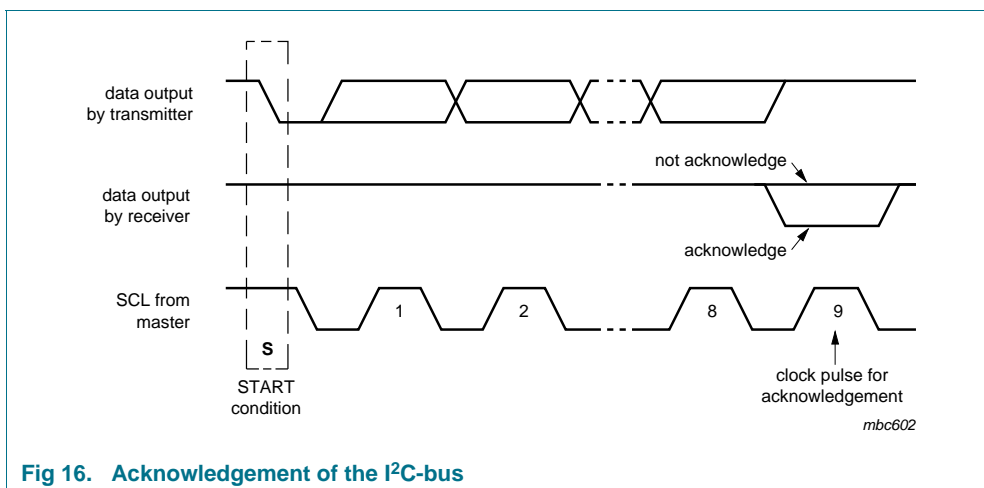 data output
by transmitter
not acknowledge
data output
by receiver
acknowledge
SCL from
master
1
2
8
9
S
START
condition
clock pulse for
acknowledgement
mbc602
Fig 16. Acknowledgement of the I²C-bus